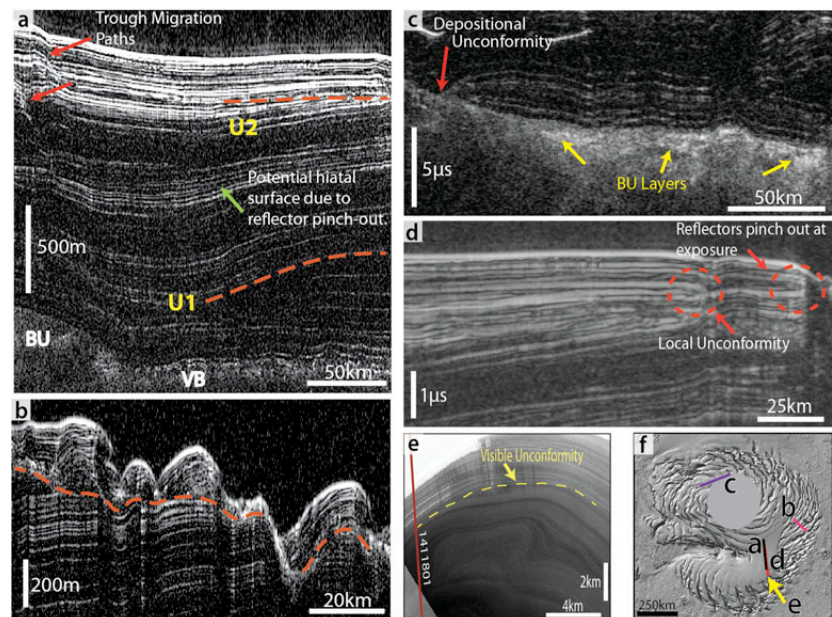 a
Trough Migration
Paths
U2
Potential hiatal
surface due to
reflector pinch-out.
500m
U1
BU
VB
50km
b
200m
20km
c
Depositional
Unconformity
5µs
BU Layers
50km
d
Reflectors pinch out at
exposure
Local Unconformity
1µs
25km
e
Visible Unconformity
1411801
2km
4km
f
c
b
a
d
e
250km